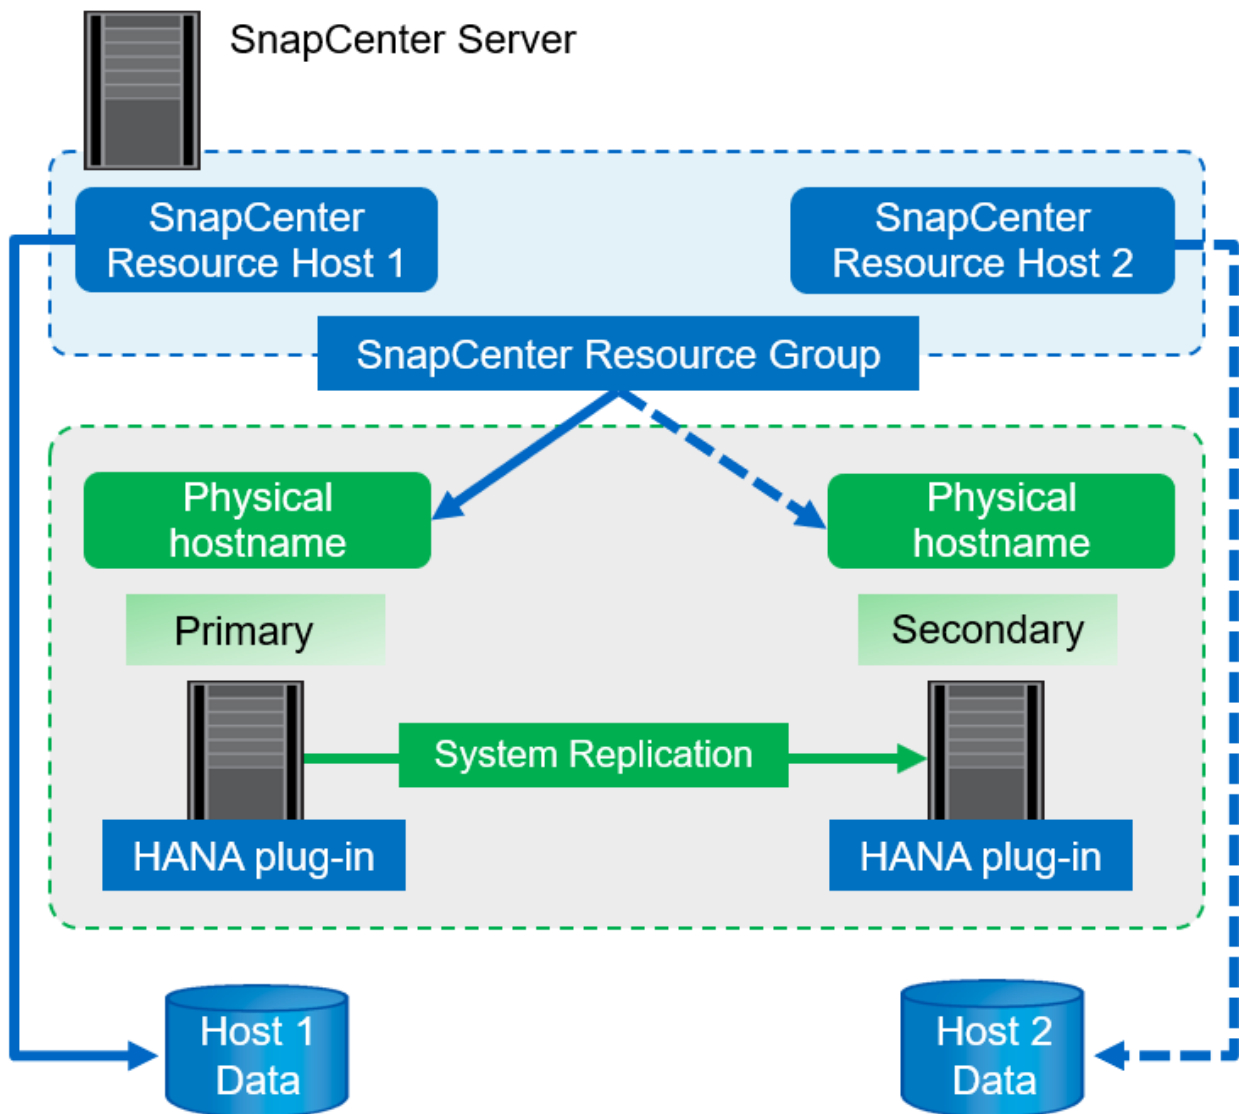 SnapCenter Server
SnapCenter
Resource Host 1
SnapCenter
Resource Host 2
SnapCenter Resource Group
Physical
hostname
Physical
hostname
Primary
Secondary
System Replication
HANA plug-in
HANA plug-in
Host 1
Data
Host 2
Data